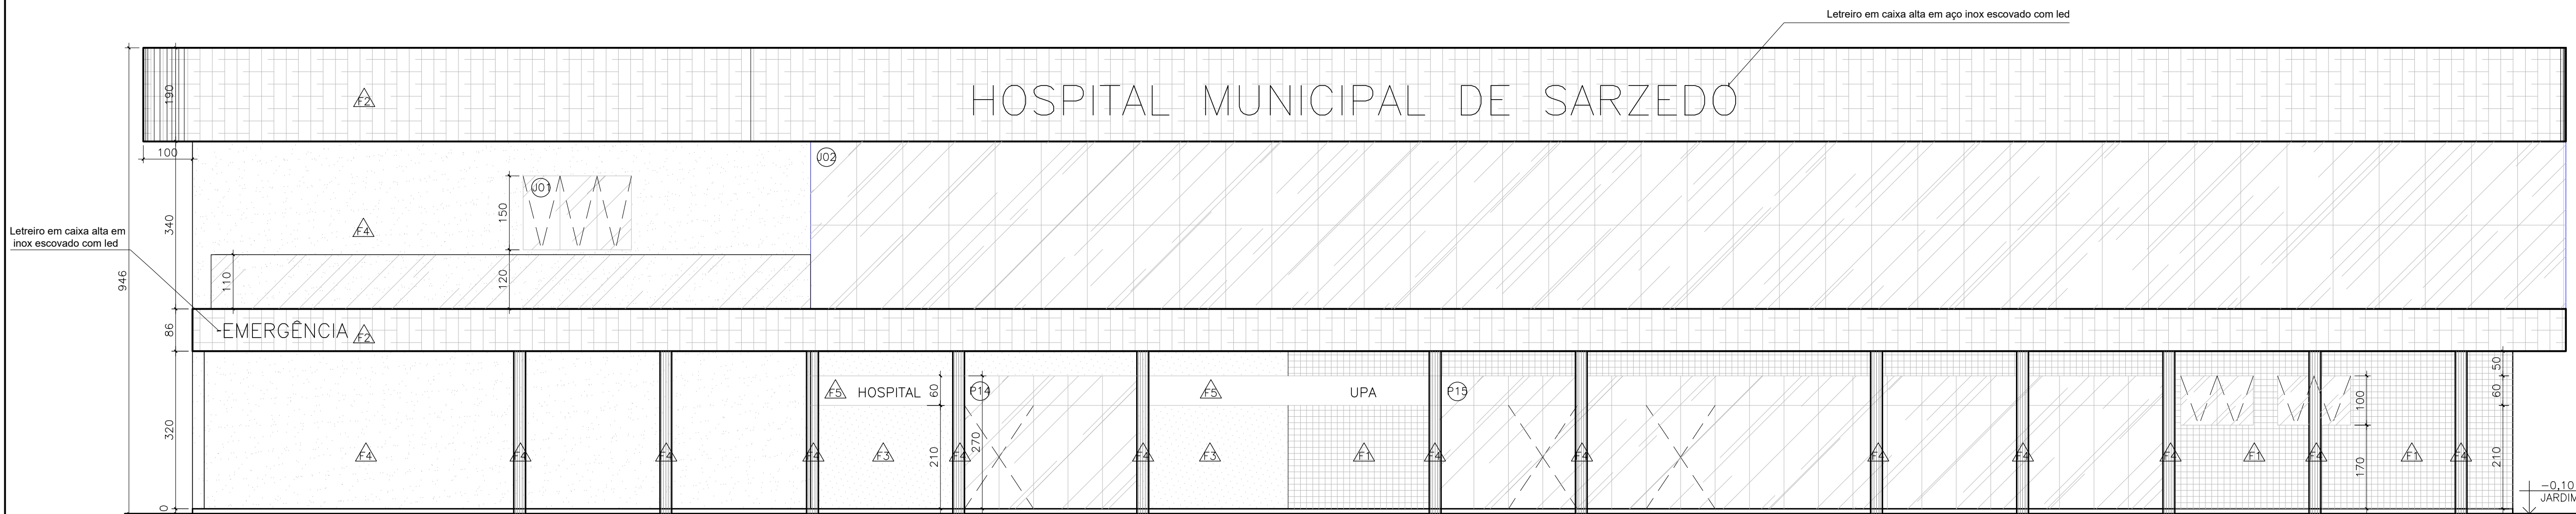 Letreiro em caixa alta em aço inox escovado com led
190
F2
HOSPITAL MUNICIPAL DE SARZEDO
100
J02
J01
150
340
F4
Letreiro em caixa alta em
inox escovado com led
946
110
120
86
EMERGÊNCIA
F2
320
F5
HOSPITAL
60
P14
F5
UPA
P15
50
60
100
270
210
F4
F4
F4
F4
F3
F4
F4
F3
F1
F4
F4
F4
F4
F4
F1
F4
F1
F4
170
210
0
-0,10
JARDIM